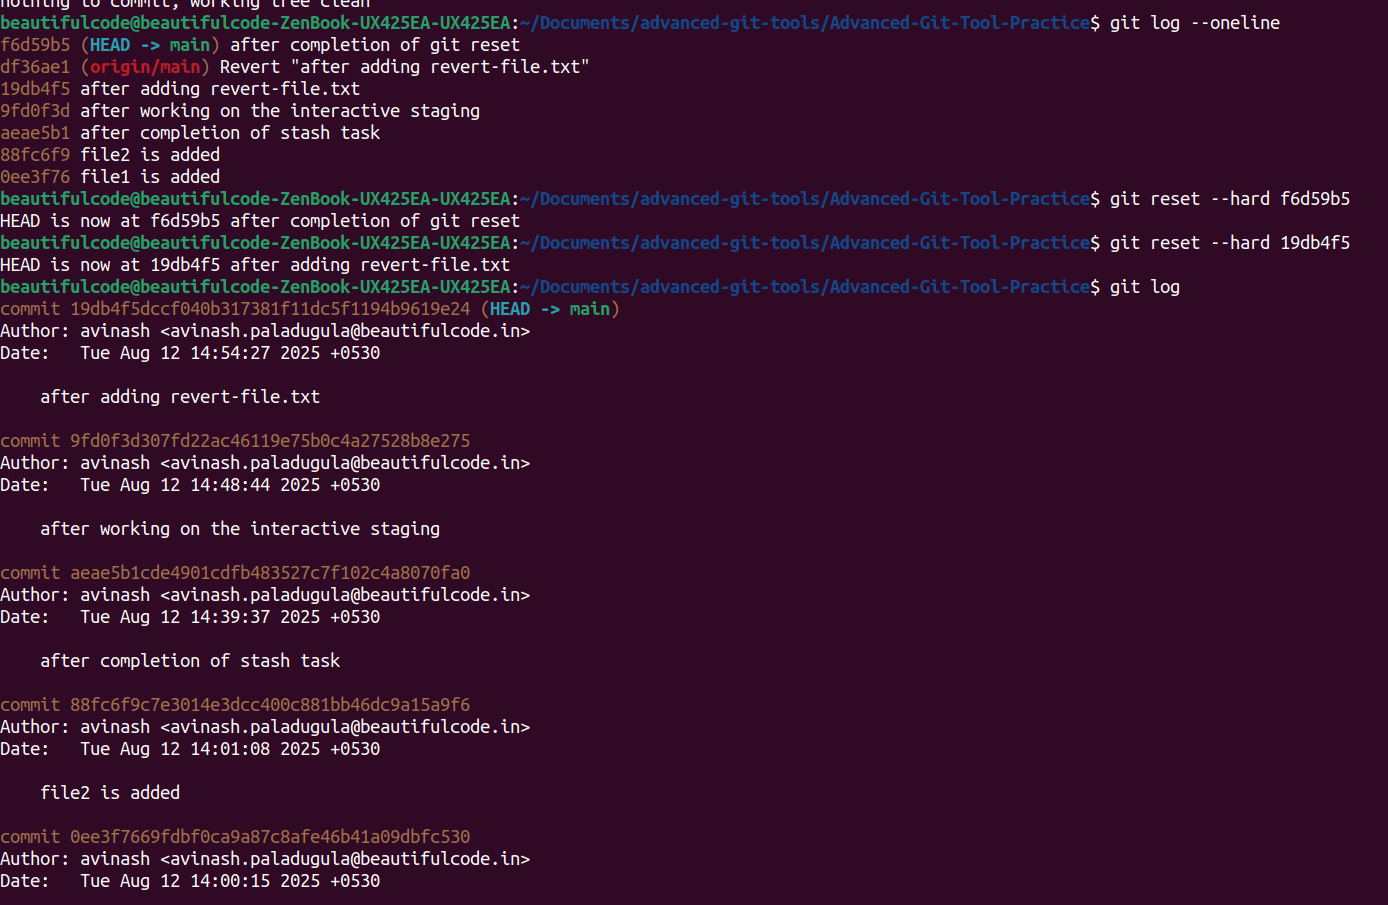 nothing to commit, working tree clean
beautifulcode@beautifulcode-ZenBook-UX425EA-UX425EA:~/Documents/advanced-git-tools/Advanced-Git-Tool-Practice$ git log --oneline
f6d59b5 (HEAD -> main) after completion of git reset
df36ae1 (origin/main) Revert "after adding revert-file.txt"
19db4f5 after adding revert-file.txt
9fd0f3d after working on the interactive staging
aeae5b1 after completion of stash task
88fc6f9 file2 is added
0ee3f76 file1 is added
beautifulcode@beautifulcode-ZenBook-UX425EA-UX425EA:~/Documents/advanced-git-tools/Advanced-Git-Tool-Practice$ git reset --hard f6d59b5
HEAD is now at f6d59b5 after completion of git reset
beautifulcode@beautifulcode-ZenBook-UX425EA-UX425EA:~/Documents/advanced-git-tools/Advanced-Git-Tool-Practice$ git reset --hard 19db4f5
HEAD is now at 19db4f5 after adding revert-file.txt
beautifulcode@beautifulcode-ZenBook-UX425EA-UX425EA:~/Documents/advanced-git-tools/Advanced-Git-Tool-Practice$ git log
commit 19db4f5dccf040b317381f11dc5f1194b9619e24 (HEAD -> main)
Author: avinash <avinash.paladugula@beautifulcode.in>
Date:   Tue Aug 12 14:54:27 2025 +0530
    after adding revert-file.txt
commit 9fd0f3d307fd22ac46119e75b0c4a27528b8e275
Author: avinash <avinash.paladugula@beautifulcode.in>
Date:   Tue Aug 12 14:48:44 2025 +0530
    after working on the interactive staging
commit aeae5b1cde4901cdfb483527c7f102c4a8070fa0
Author: avinash <avinash.paladugula@beautifulcode.in>
Date:   Tue Aug 12 14:39:37 2025 +0530
    after completion of stash task
commit 88fc6f9c7e3014e3dcc400c881bb46dc9a15a9f6
Author: avinash <avinash.paladugula@beautifulcode.in>
Date:   Tue Aug 12 14:01:08 2025 +0530
    file2 is added
commit 0ee3f7669fdbf0ca9a87c8afe46b41a09dbfc530
Author: avinash <avinash.paladugula@beautifulcode.in>
Date:   Tue Aug 12 14:00:15 2025 +0530